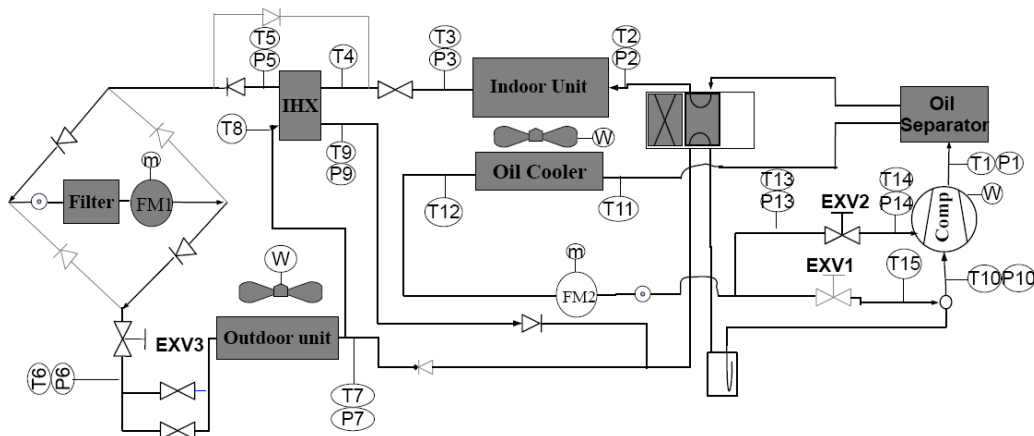 T5
P5
T4
T3
P3
T2
P2
IHX
Indoor Unit
Oil
Separator
T8
T9
P9
W
m
Filter
FM1
Oil Cooler
T12
T11
T13
P13
T14
P14
T1
P1
W
Comp
EXV2
EXV1
T15
T10
P10
W
m
FM2
Outdoor unit
EXV3
T6
P6
T7
P7